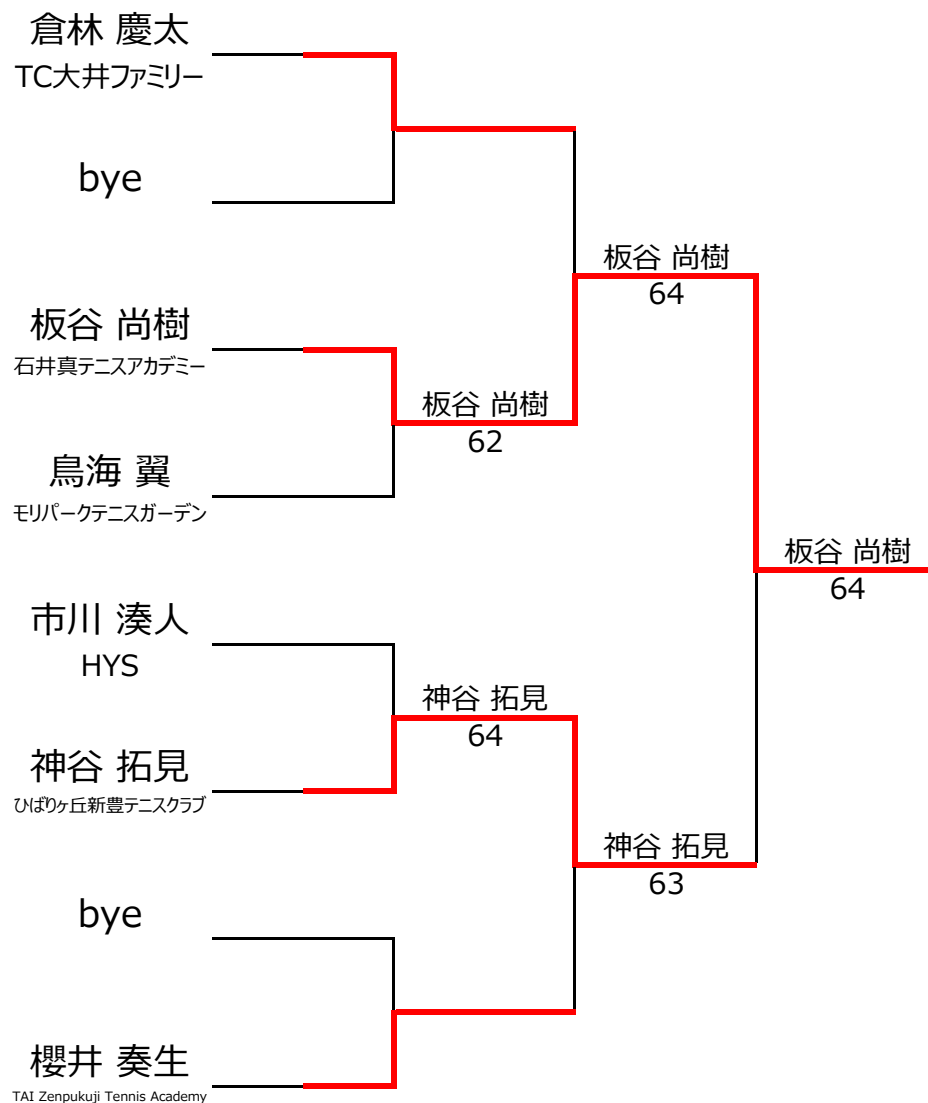 倉林 慶太
TC大井ファミリー
bye
板谷 尚樹
64
板谷 尚樹
石井真テニスアカデミー
板谷 尚樹
62
鳥海 翼
モリパークテニスガーデン
板谷 尚樹
64
市川 湊人
HYS
神谷 拓見
64
神谷 拓見
ひばりヶ丘新豊テニスクラブ
神谷 拓見
63
bye
櫻井 奏生
TAI Zenpukuji Tennis Academy